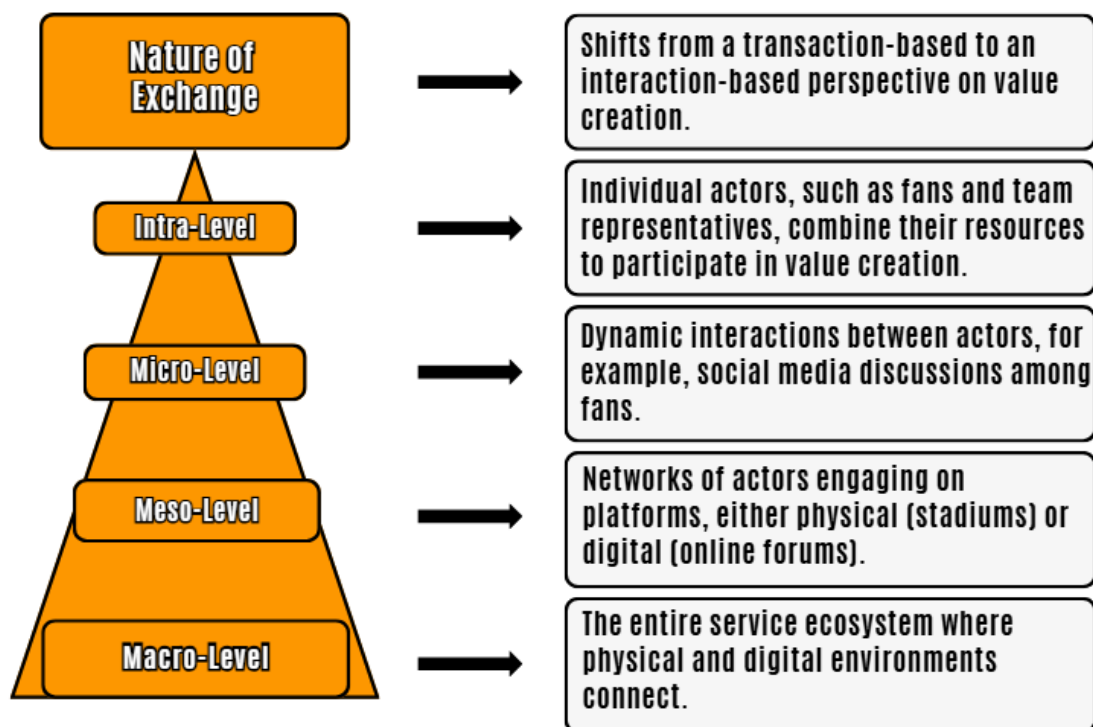 Nature of
Exchange
Shifts from a transaction-based to an
interaction-based perspective on value
creation.
Intra-Level
Individual actors, such as fans and team
representatives, combine their resources
to participate in value creation.
Micro-Level
Dynamic interactions between actors, for
example, social media discussions among
fans.
Meso-Level
Networks of actors engaging on
platforms, either physical (stadiums) or
digital (online forums).
Macro-Level
The entire service ecosystem where
physical and digital environments
connect.